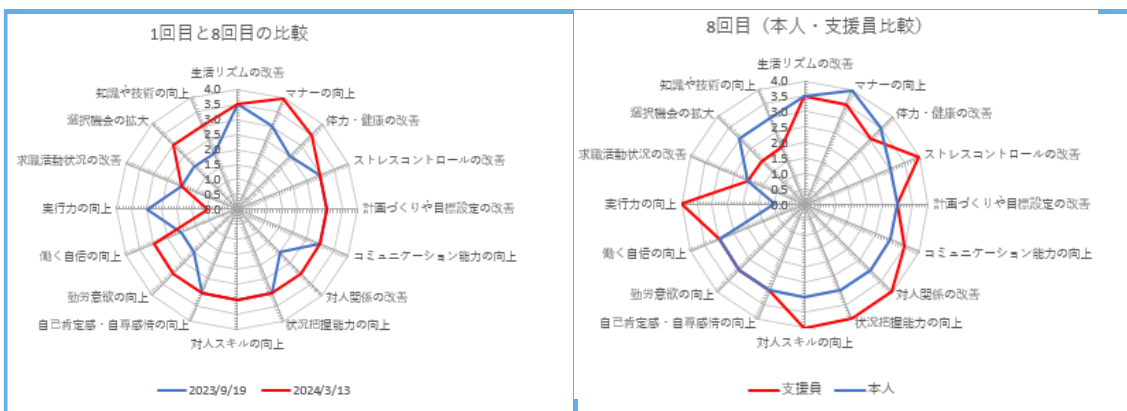 1回目と8回目の比較
生活リズムの改善
マナーの向上
体力・健康の改善
ストレスコントロールの改善
計画づくりや目標設定の改善
コミュニケーション能力の向上
対人関係の改善
状況把握能力の向上
対人スキルの向上
自己肯定感・自尊感情の向上
勤労意欲の向上
働く自信の向上
実行力の向上
求職活動状況の改善
選択機会の拡大
知識や技術の向上
4.0
3.5
3.0
2.5
2.0
1.5
1.0
0.5
0.0
2023/9/19
2024/3/13
8回目（本人・支援員比較）
生活リズムの改善
マナーの向上
体力・健康の改善
ストレスコントロールの改善
計画づくりや目標設定の改善
コミュニケーション能力の向上
対人関係の改善
状況把握能力の向上
対人スキルの向上
自己肯定感・自尊感情の向上
勤労意欲の向上
働く自信の向上
実行力の向上
求職活動状況の改善
選択機会の拡大
知識や技術の向上
4.0
3.5
3.0
2.5
2.0
1.5
1.0
0.5
0.0
支援員
本人